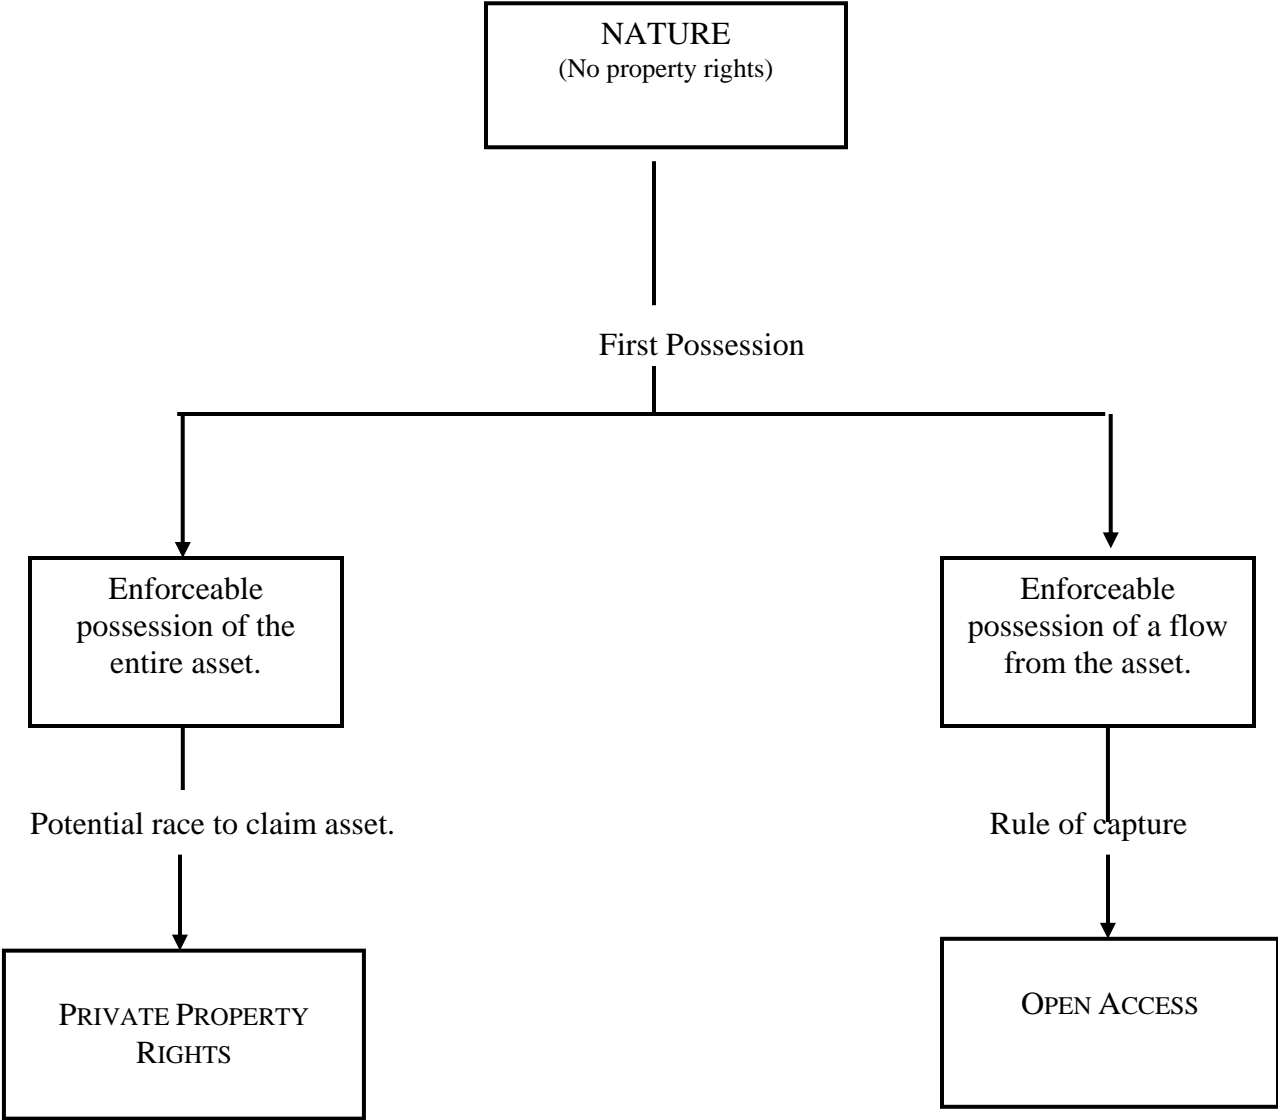 NATURE
(No property rights)
First Possession
Enforceable
possession of the
entire asset.
Enforceable
possession of a flow
from the asset.
Potential race to claim asset.
Rule of capture
PRIVATE PROPERTY
RIGHTS
OPEN ACCESS